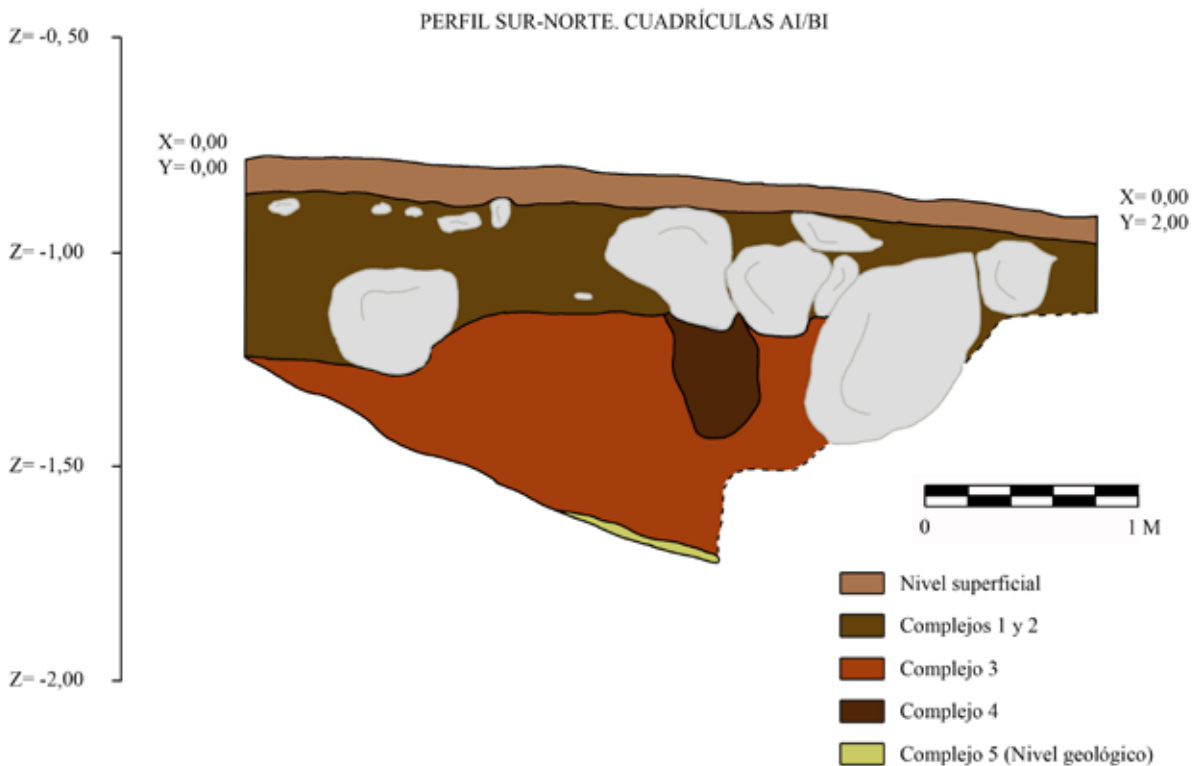 PERFIL SUR-NORTE. CUADRÍCULAS AI/BI
Z= -0, 50
X= 0,00
Y= 0,00
X= 0,00
Y= 2,00
Z= -1,00
Z= -1,50
0 1 M
Nivel superficial
Complejos 1 y 2
Complejo 3
Z= -2,00
Complejo 4
Complejo 5 (Nivel geológico)